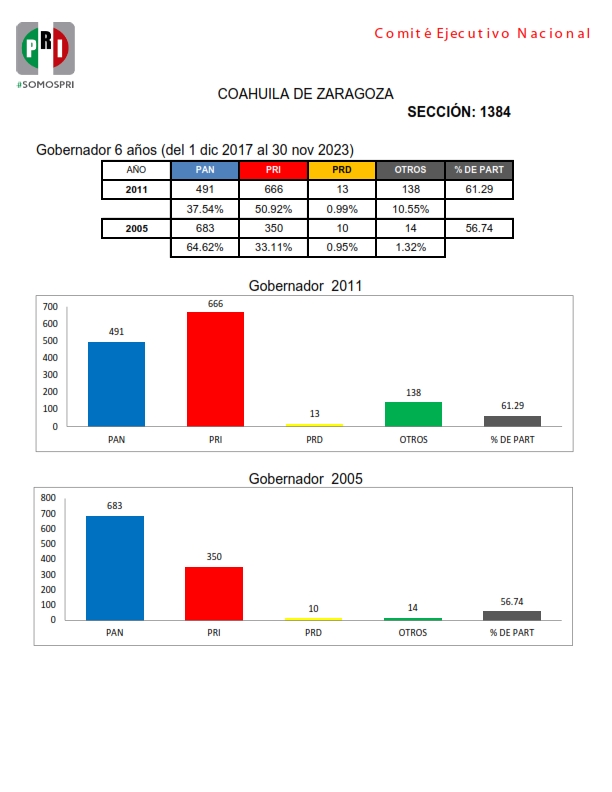 PRI
#SOMOSPRI
Comité Ejecutivo Nacional
COAHUILA DE ZARAGOZA
SECCIÓN: 1384
Gobernador 6 años (del 1 dic 2017 al 30 nov 2023)
AÑO PAN PRI PRD OTROS % DE PART
2011 491 666 13 138 61.29
37.54% 50.92% 0.99% 10.55%
2005 683 350 10 14 56.74
64.62% 33.11% 0.95% 1.32%
Gobernador 2011
700
600
500
400
300
200
100
0
491
666
13
138
61.29
PAN PRI PRD OTROS % DE PART
Gobernador 2005
800
700
600
500
400
300
200
100
0
683
350
10
14
56.74
PAN PRI PRD OTROS % DE PART